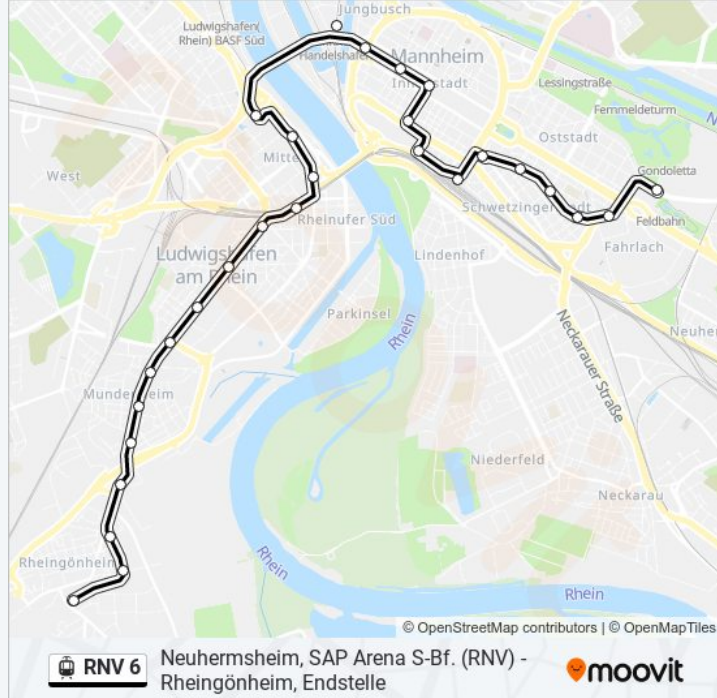 Jungbusch
Ludwigshafen(
Rhein) BASF Süd
Handelshafen
Mannheim
Innenstadt
Lessingstraße
Femmeldeturm
Oststadt
Mitte
West
Gondoletta
Schwetzingerstadt
Rheinufer Süd
Feldbahn
Fahrlach
Lindenhof
Ludwigshafen
am Rhein
Parkinsel
Rhein
Neckarauer Straße
Mundenheim
Niederfeld
Neckarau
Rheingönheim
Rhein
Rhein
© OpenStreetMap contributors | © OpenMapTiles
RNV 6
Neuhermsheim, SAP Arena S-Bf. (RNV) -
Rheingönheim, Endstelle
moovit